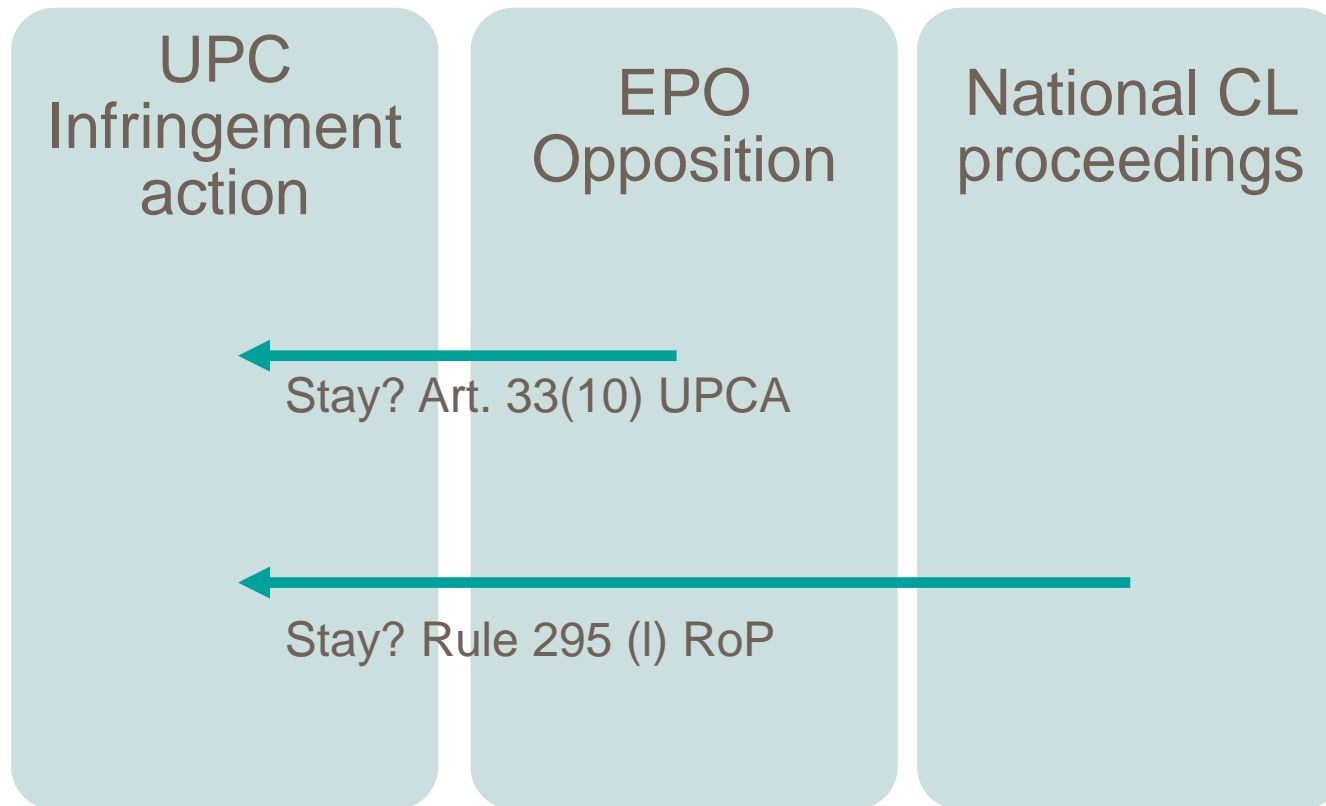 UPC
Infringement
action
EPO
Opposition
National CL
proceedings
Stay? Art. 33(10) UPCA
Stay? Rule 295 (l) RoP